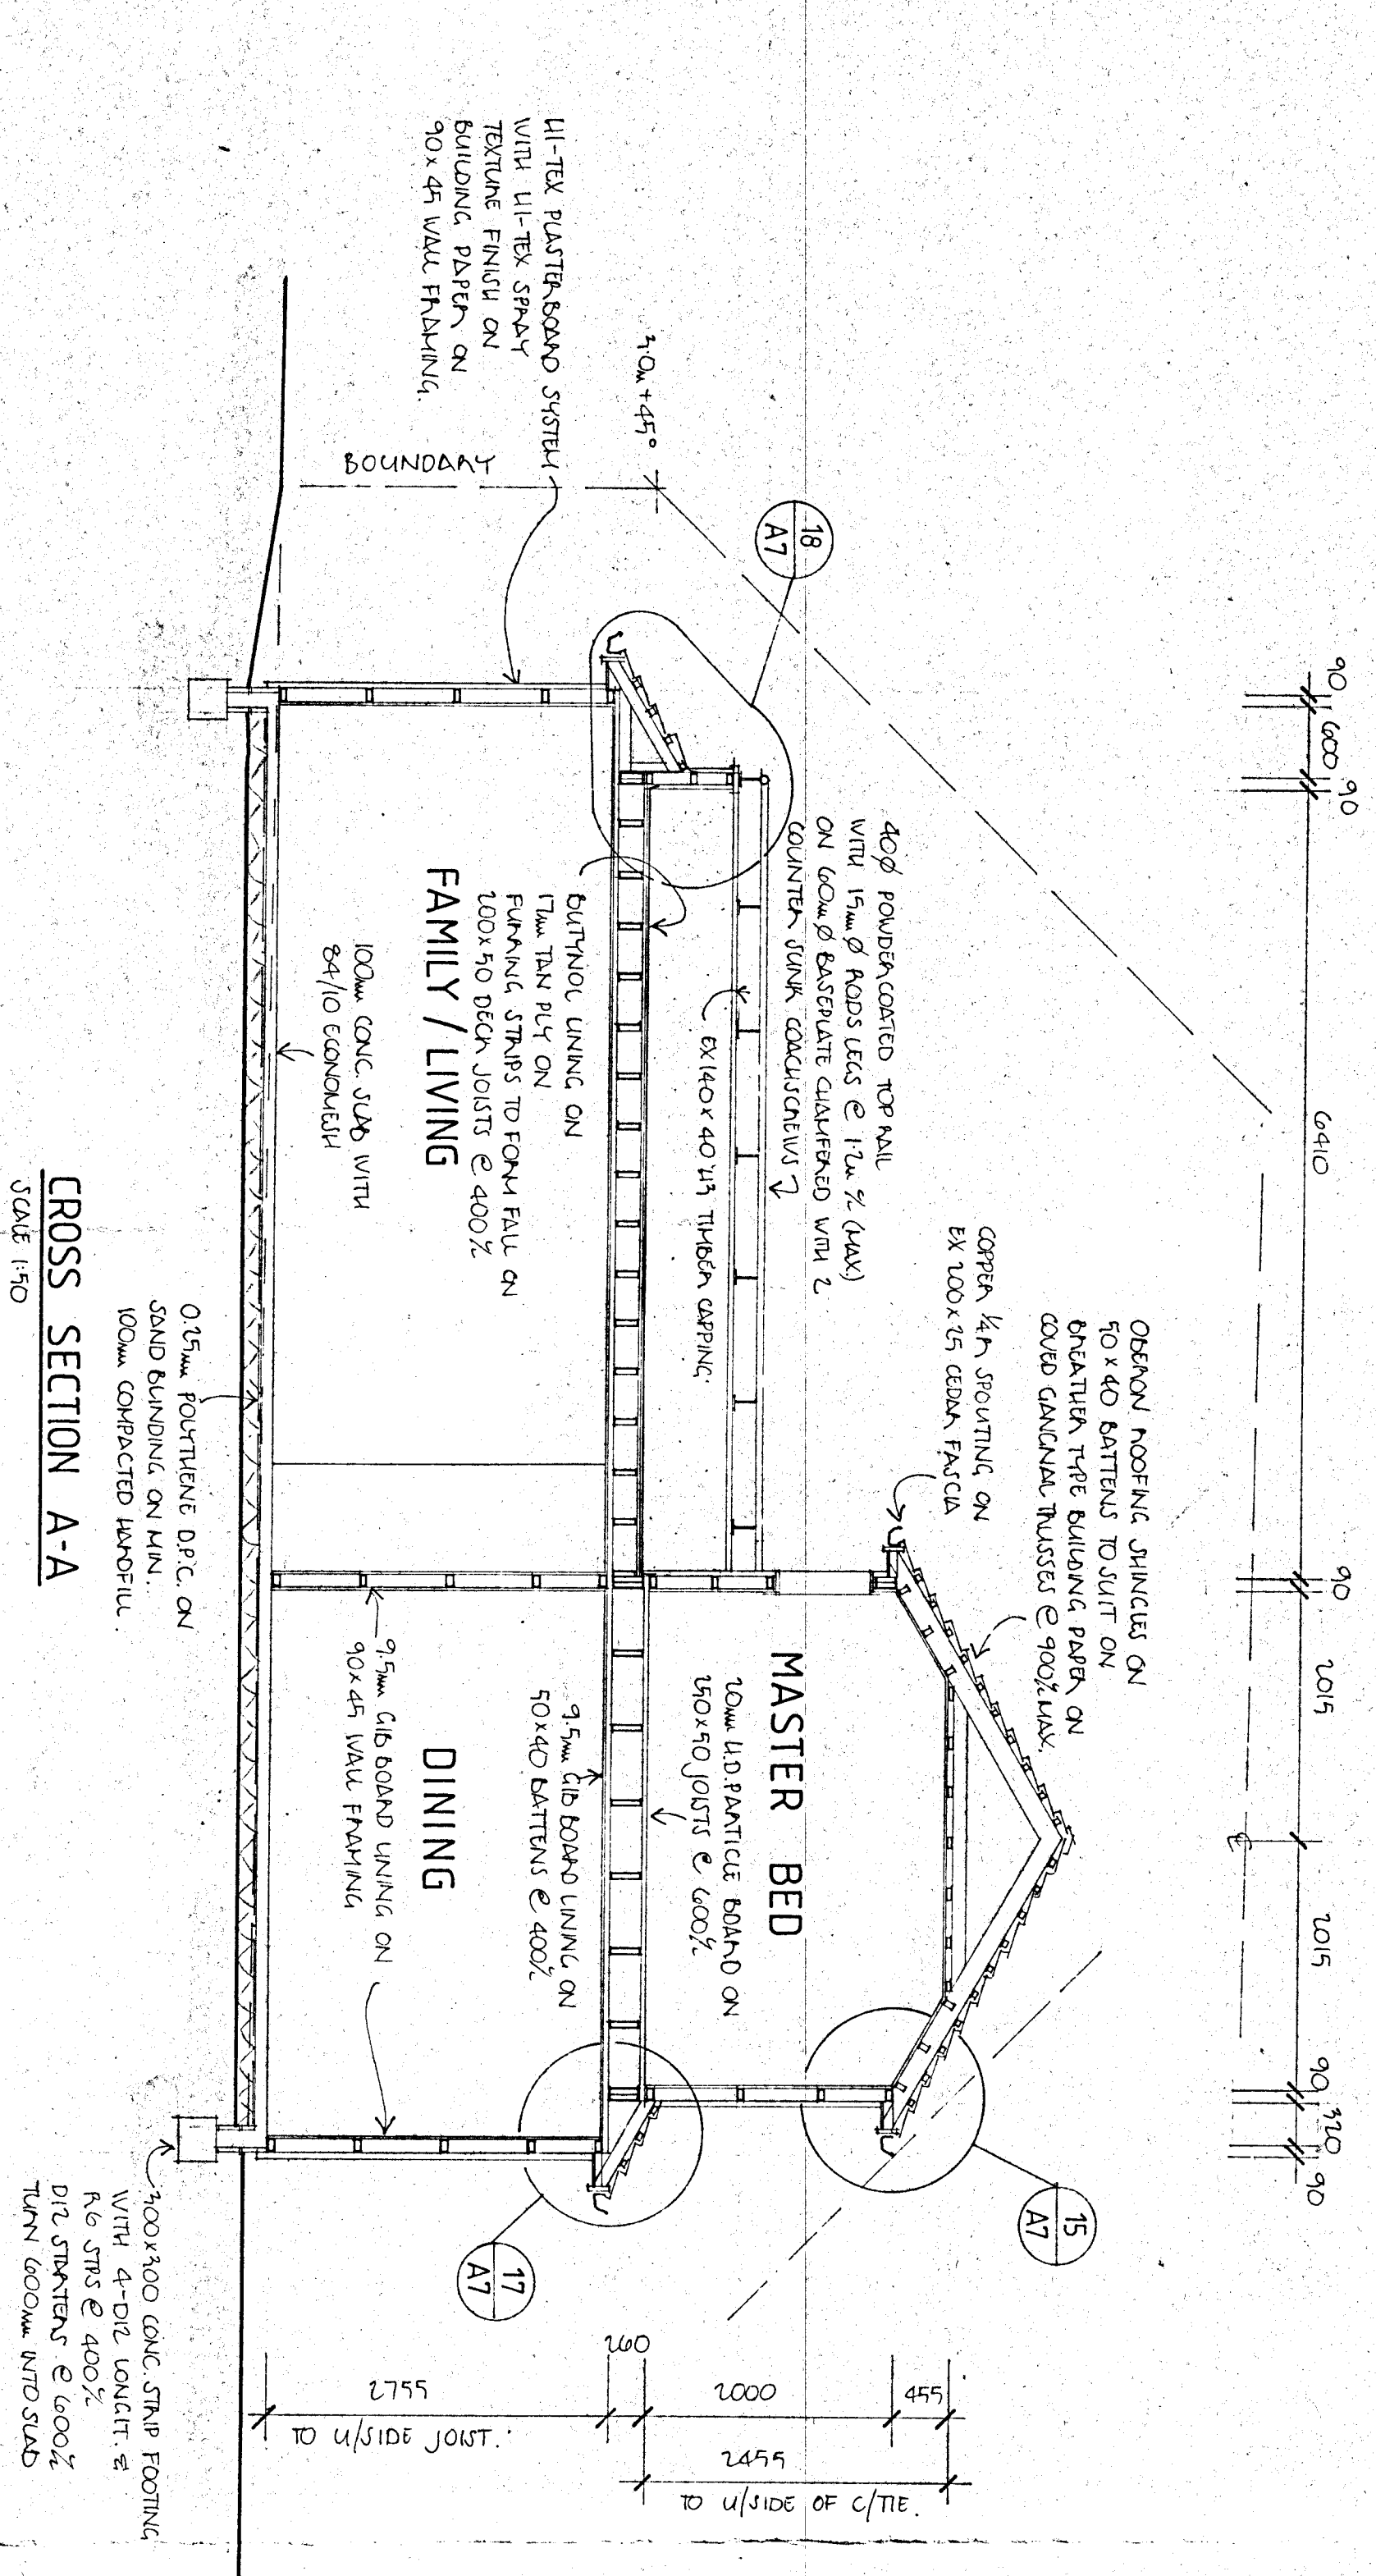 90
600
90
6410
90
2015
2015
90
320
90
OBERON ROOFING SHINGLES ON
50 x 40 BATTENS TO SUIT ON
BREATHER TYPE BUILDING PAPER ON
COVED GANGNAIL TRUSSES @ 900% MAX.
COPPER 1/4 R SPOUTING ON
EX 200 x 25 CEDAR FASCIA
40Ø POWDERCOATED TOP RAIL
WITH 15mm Ø RODS LEGS @ 1.2m % (MAX)
ON 60mm Ø BASEPLATE CHAMFERED WITH 2
COUNTER SUNK COACHSCREWS
EX 140 x 40 H3 TIMBER CAPPING
18
A7
3.0m + 45°
BOUNDARY
HI-TEX PLASTERBOARD SYSTEM
WITH HI-TEX SPRAY
TEXTURE FINISH ON
BUILDING PAPER ON
90 x 45 WALL FRAMING.
BUTYNOL LINING ON
17mm TAN PLY ON
FURRING STRIPS TO FORM FALL ON
200 x 50 DECK JOISTS @ 400%
FAMILY / LIVING
100mm CONC. SLAB WITH
84/10 ECONOMESH
MASTER BED
20mm H.D. PARTICLE BOARD ON
250 x 50 JOISTS @ 600%
9.5mm GIB BOARD LINING ON
50 x 40 BATTENS @ 400%
DINING
9.5mm GIB BOARD LINING ON
90 x 45 WALL FRAMING
15
A7
17
A7
455
2000
260
2755
TO U/SIDE JOIST.
2455
TO U/SIDE OF C/TIE.
0.25mm POLYTHENE D.P.C. ON
SAND BLINDING ON MIN.
100mm COMPACTED HARDFILL.
300 x 300 CONC. STRIP FOOTING
WITH 4-D12 LONGIT. &
R6 STPS @ 400%
D12 STARTERS @ 600%
TURN 600mm INTO SLAB
CROSS SECTION A-A
SCALE 1:50